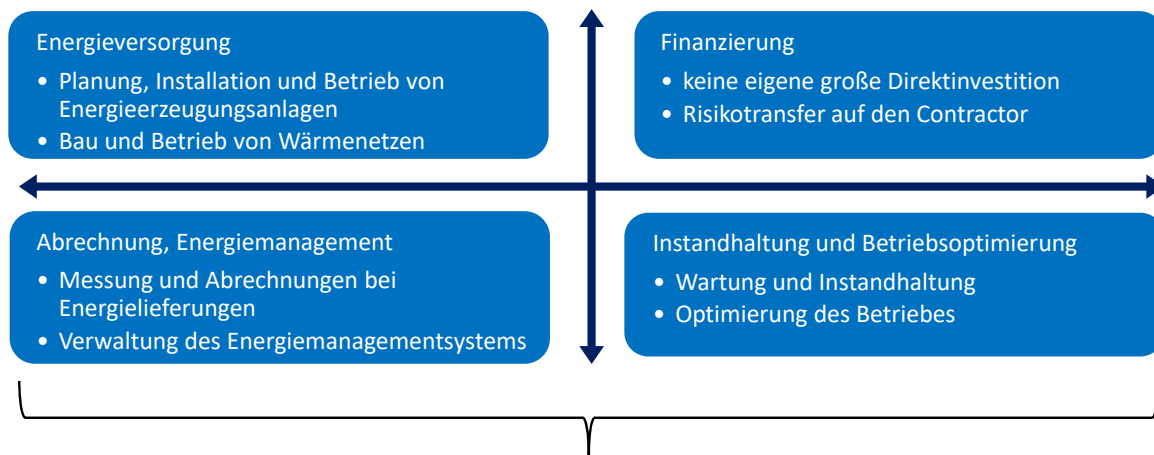 Energieversorgung
• Planung, Installation und Betrieb von
Energieerzeugungsanlagen
• Bau und Betrieb von Wärmenetzen
Finanzierung
• keine eigene große Direktinvestition
• Risikotransfer auf den Contractor
Abrechnung, Energiemanagement
• Messung und Abrechnungen bei
Energielieferungen
• Verwaltung des Energiemanagementsystems
Instandhaltung und Betriebsoptimierung
• Wartung und Instandhaltung
• Optimierung des Betriebes